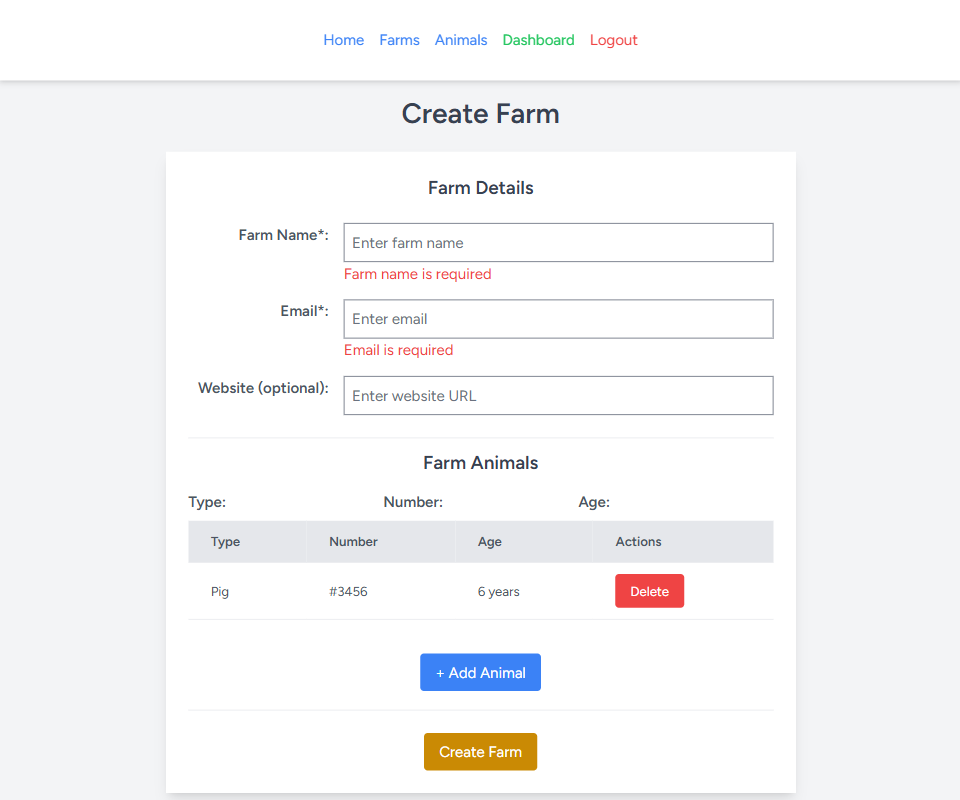 Home Farms Animals Dashboard Logout
Create Farm
Farm Details
Farm Name*:
Enter farm name
Farm name is required
Email*:
Enter email
Email is required
Website (optional):
Enter website URL
Farm Animals
Type: Number: Age:
Type Number Age Actions
Pig #3456 6 years Delete
+ Add Animal
Create Farm